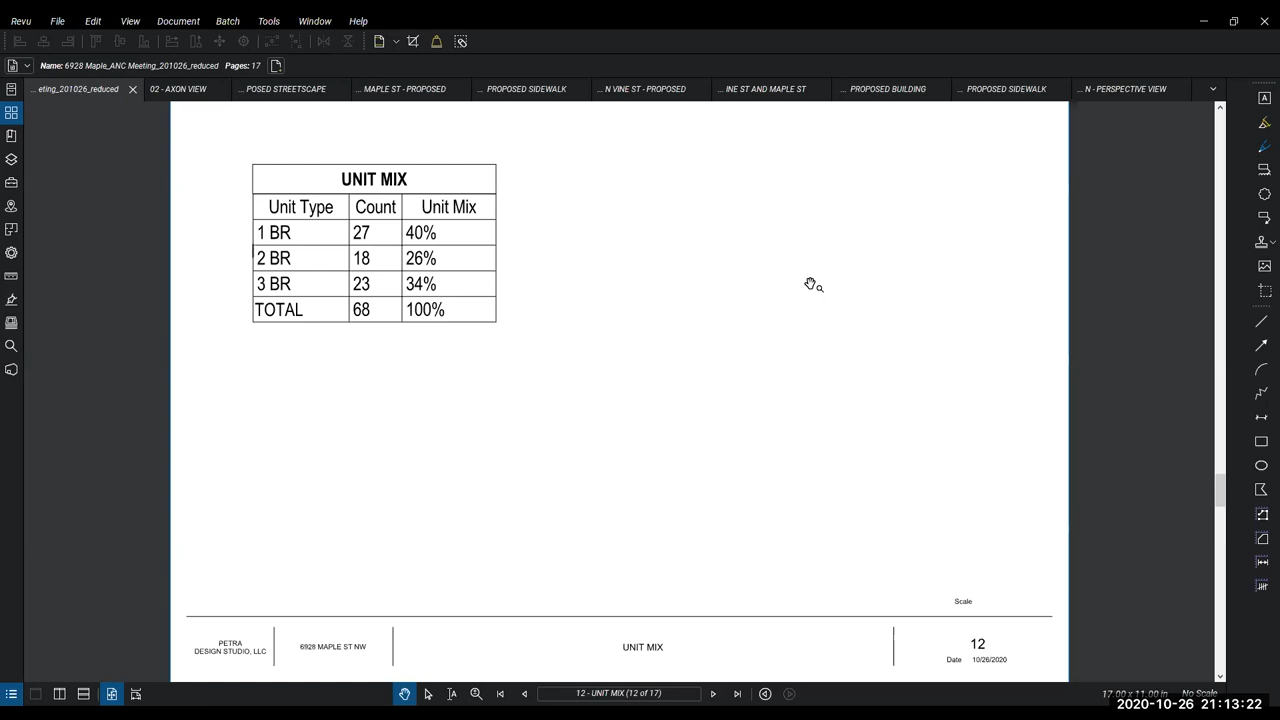 Revu File Edit View Document Batch Tools Window Help
Name: 6928 Maple_ANC Meeting_201026_reduced Pages: 17
... eting_201026_reduced 02 - AXON VIEW ... POSED STREETSCAPE ... MAPLE ST - PROPOSED ... PROPOSED SIDEWALK ... N VINE ST - PROPOSED ... INE ST AND MAPLE ST ... PROPOSED BUILDING ... PROPOSED SIDEWALK ... N - PERSPECTIVE VIEW
UNIT MIX
Unit Type Count Unit Mix
1 BR 27 40%
2 BR 18 26%
3 BR 23 34%
TOTAL 68 100%
Scale
PETRA
DESIGN STUDIO, LLC
6928 MAPLE ST NW
UNIT MIX
12
Date 10/26/2020
12 - UNIT MIX (12 of 17)
17.00 x 11.00 in No Scale
2020-10-26 21:13:22